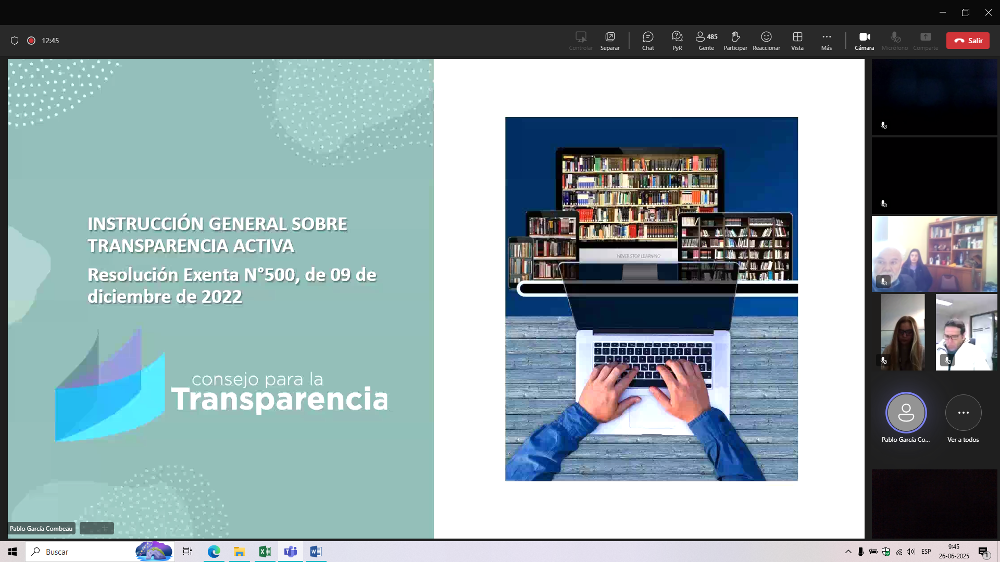 12:45
Controlar
Separar
Chat
PyR
485
Gente
Participar
Reaccionar
Vista
Más
Cámara
Micrófono
Comparte
Salir
INSTRUCCIÓN GENERAL SOBRE
TRANSPARENCIA ACTIVA
Resolución Exenta N°500, de 09 de
diciembre de 2022
consejo para la
Transparencia
NEVER STOP LEARNING
Pablo García Combeau
Pablo García Co...
Ver a todos
Buscar
ESP
9:45
26-06-2025
1